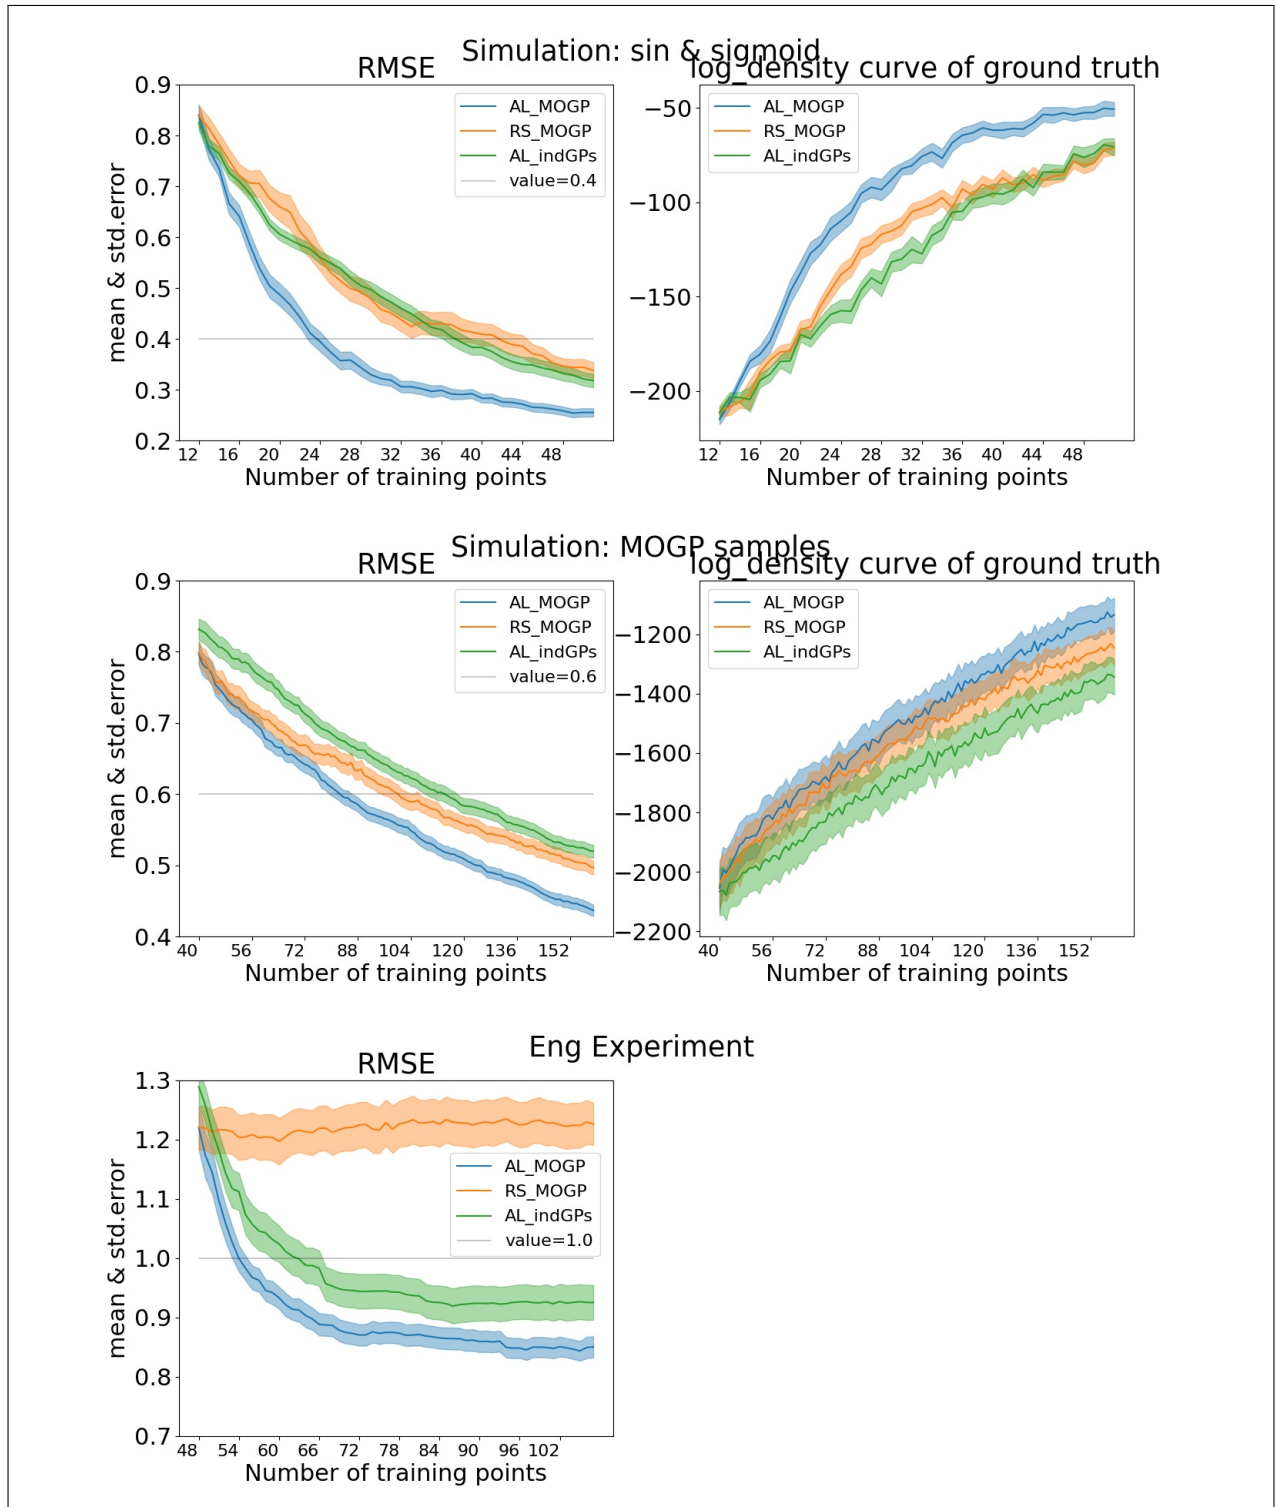 Simulation: sin & sigmoid
RMSE
log_density curve of ground truth
0.9
0.8
0.7
0.6
0.5
0.4
0.3
0.2
mean & std.error
AL_MOGP
RS_MOGP
AL_indGPs
value=0.4
12 16 20 24 28 32 36 40 44 48
Number of training points
−50
−100
−150
−200
AL_MOGP
RS_MOGP
AL_indGPs
12 16 20 24 28 32 36 40 44 48
Number of training points
Simulation: MOGP samples
RMSE
log_density curve of ground truth
0.9
0.8
0.7
0.6
0.5
0.4
mean & std.error
AL_MOGP
RS_MOGP
AL_indGPs
value=0.6
40 56 72 88 104 120 136 152
Number of training points
−1200
−1400
−1600
−1800
−2000
−2200
AL_MOGP
RS_MOGP
AL_indGPs
40 56 72 88 104 120 136 152
Number of training points
Eng Experiment
RMSE
1.3
1.2
1.1
1.0
0.9
0.8
0.7
mean & std.error
AL_MOGP
RS_MOGP
AL_indGPs
value=1.0
48 54 60 66 72 78 84 90 96 102
Number of training points